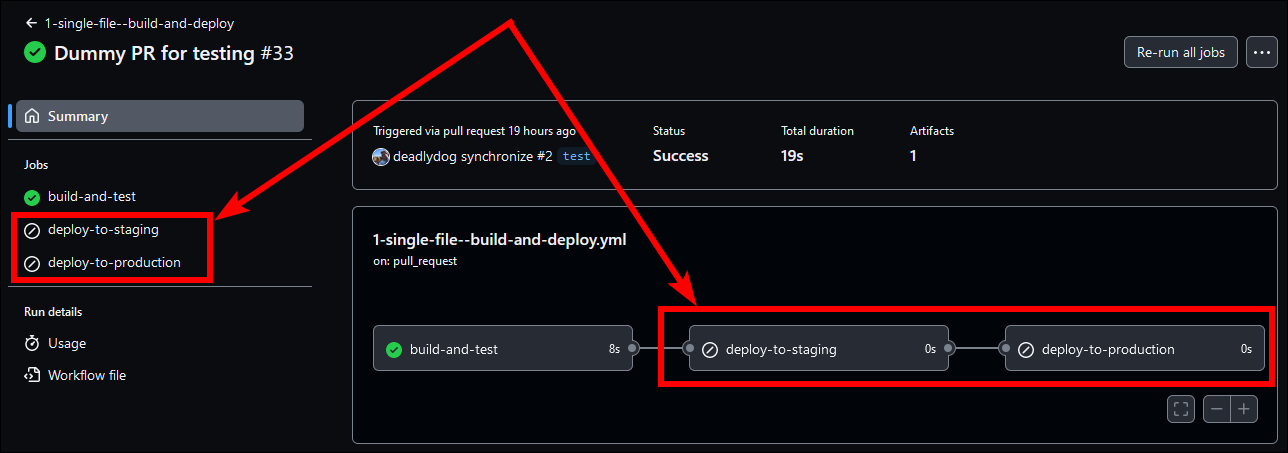 1-single-file--build-and-deploy
Dummy PR for testing #33
Re-run all jobs
Summary
Jobs
build-and-test
deploy-to-staging
deploy-to-production
Run details
Usage
Workflow file
Triggered via pull request 19 hours ago
deadlydog synchronize #2 test
Status
Success
Total duration
19s
Artifacts
1
1-single-file--build-and-deploy.yml
on: pull_request
build-and-test 8s
deploy-to-staging 0s
deploy-to-production 0s